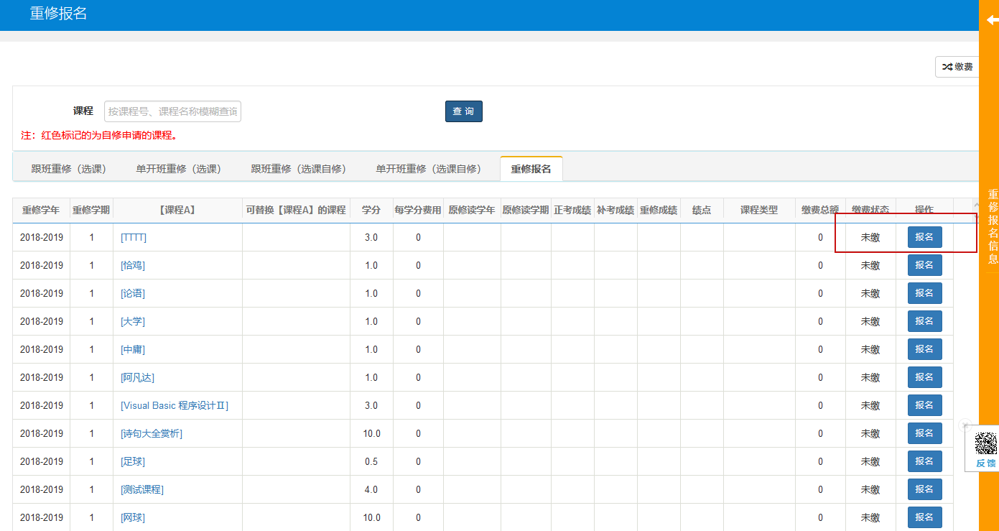 重修报名
缴费
课程 按课程号、课程名称模糊查询 查 询
注：红色标记的为自修申请的课程。
跟班重修（选课） 单开班重修（选课） 跟班重修（选课自修） 单开班重修（选课自修） 重修报名
重修学年 重修学期 【课程A】 可替换【课程A】的课程 学分 每学分费用 原修读学年 原修读学期 正考成绩 补考成绩 重修成绩 绩点 课程类型 缴费总额 缴费状态 操作
2018-2019 1 [TTTT] 3.0 0 0 未缴 报名
2018-2019 1 [恰鸡] 1.0 0 0 未缴 报名
2018-2019 1 [论语] 1.0 0 0 未缴 报名
2018-2019 1 [大学] 1.0 0 0 未缴 报名
2018-2019 1 [中庸] 1.0 0 0 未缴 报名
2018-2019 1 [阿凡达] 1.0 0 0 未缴 报名
2018-2019 1 [Visual Basic 程序设计Ⅱ] 3.0 0 0 未缴 报名
2018-2019 1 [诗句大全赏析] 10.0 0 0 未缴 报名
2018-2019 1 [足球] 0.5 0 0 未缴 报名
2018-2019 1 [测试课程] 4.0 0 0 未缴 报名
2018-2019 1 [网球] 10.0 0 0 未缴 报名
重修报名信息
反馈